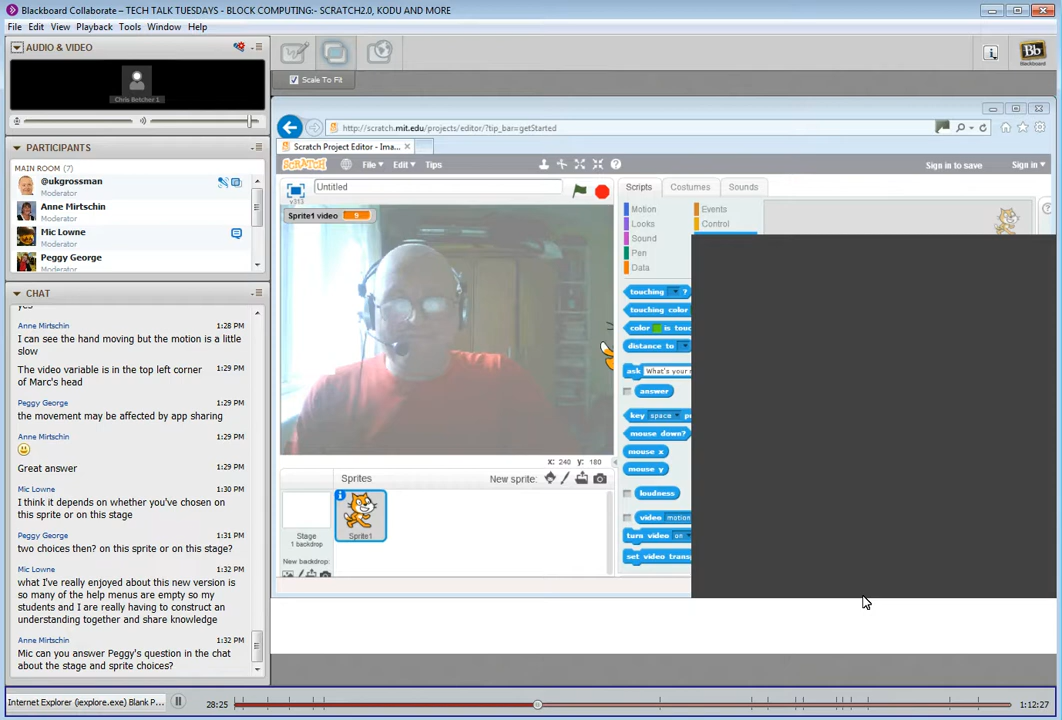 Blackboard Collaborate – TECH TALK TUESDAYS - BLOCK COMPUTING:- SCRATCH2.0, KODU AND MORE
File Edit View Playback Tools Window Help
AUDIO & VIDEO
Chris Betcher 1
PARTICIPANTS
MAIN ROOM (7)
@ukgrossman
Moderator
Anne Mirtschin
Moderator
Mic Lowne
Moderator
Peggy George
Moderator
CHAT
yes
Anne Mirtschin 1:28 PM
I can see the hand moving but the motion is a little
slow
The video variable is in the top left corner
of Marc's head
Peggy George 1:29 PM
the movement may be affected by app sharing
Anne Mirtschin 1:29 PM
Great answer 1:29 PM
Mic Lowne 1:30 PM
I think it depends on whether you've chosen on
this sprite or on this stage
Peggy George 1:31 PM
two choices then? on this sprite or on this stage?
Mic Lowne 1:32 PM
what I've really enjoyed about this new version is
so many of the help menus are empty so my
students and I are really having to construct an
understanding together and share knowledge
Anne Mirtschin 1:32 PM
Mic can you answer Peggy's question in the chat
about the stage and sprite choices?
Internet Explorer (iexplore.exe) Blank P...
28:25
1:12:27
Scale To Fit
Bb
Blackboard
http://scratch.mit.edu/projects/editor/?tip_bar=getStarted
Scratch Project Editor - Ima...
SCRATCH File Edit Tips
Sign in to save Sign in
Untitled
v313
Sprite1 video 9
x: 240 y: 180
Sprites New sprite:
Stage
1 backdrop
New backdrop:
Sprite1
Scripts Costumes Sounds
Motion Events
Looks Control
Sound
Pen
Data
touching ?
touching color
color is touc
distance to
ask What's your
answer
key space p
mouse down?
mouse x
mouse y
loudness
video motion
turn video on
set video trans